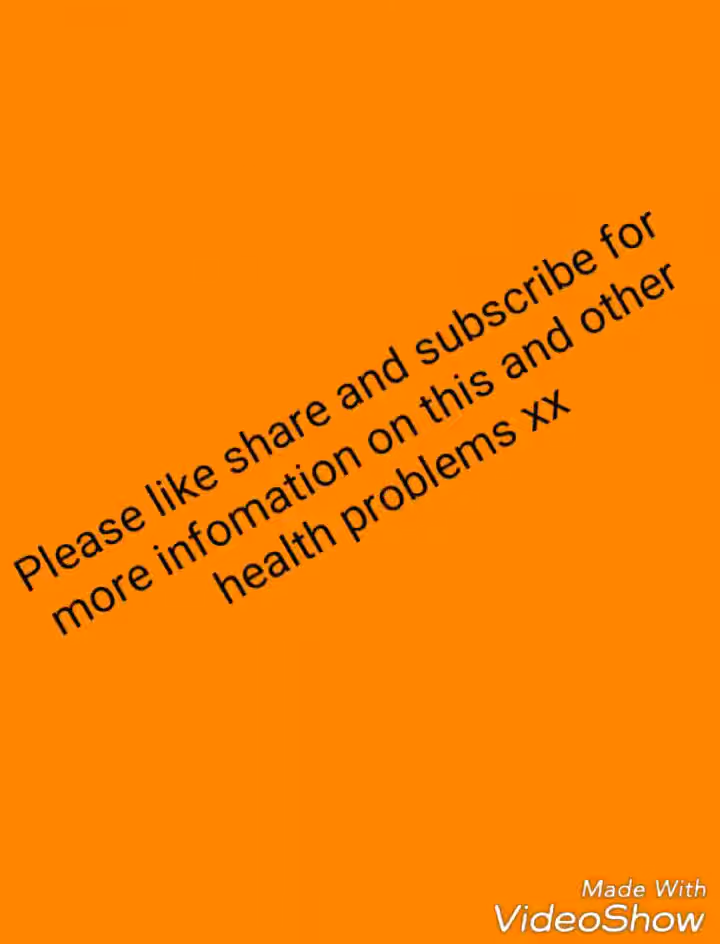 Please like share and subscribe for
more infomation on this and other
health problems xx
Made With
VideoShow